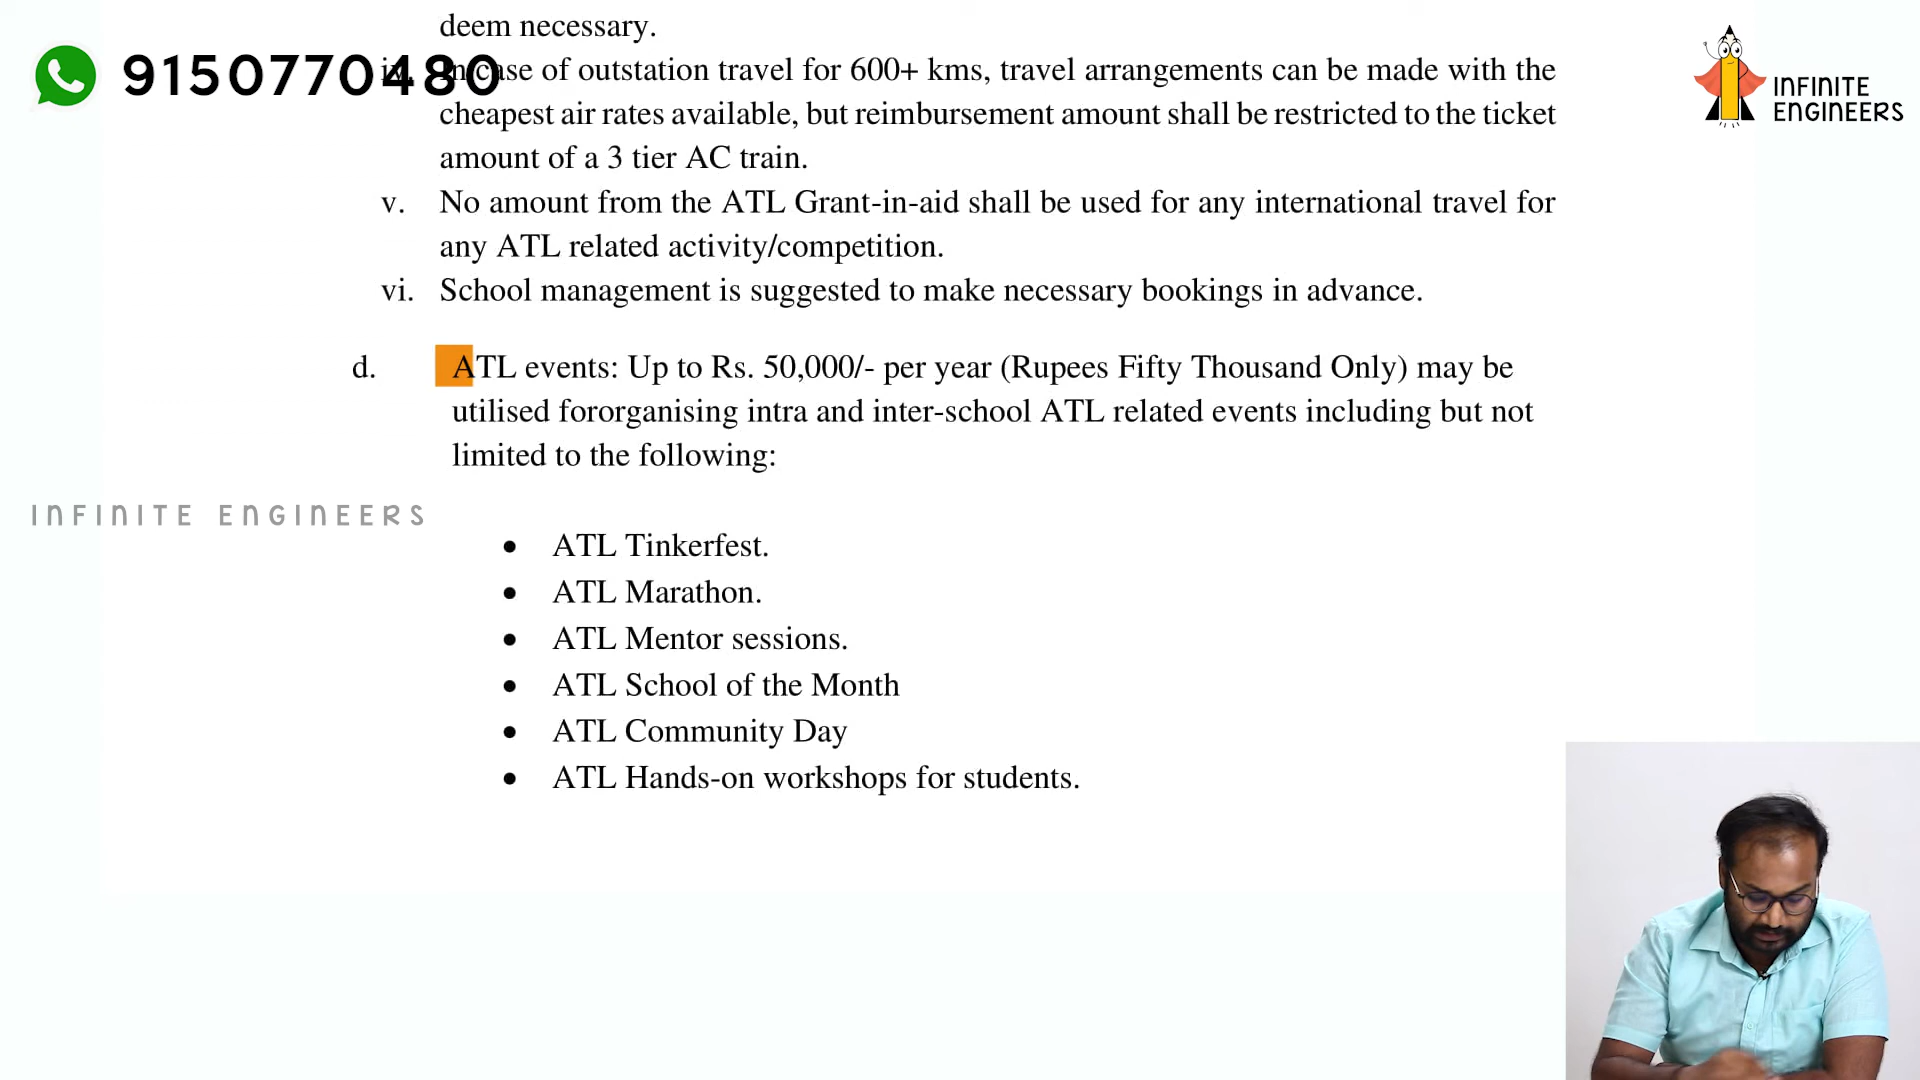 deem necessary.
9150770480
iv. In case of outstation travel for 600+ kms, travel arrangements can be made with the
cheapest air rates available, but reimbursement amount shall be restricted to the ticket
amount of a 3 tier AC train.
INFINITE
ENGINEERS
v. No amount from the ATL Grant-in-aid shall be used for any international travel for
any ATL related activity/competition.
vi. School management is suggested to make necessary bookings in advance.
d. ATL events: Up to Rs. 50,000/- per year (Rupees Fifty Thousand Only) may be
utilised fororganising intra and inter-school ATL related events including but not
limited to the following:
INFINITE ENGINEERS
• ATL Tinkerfest.
• ATL Marathon.
• ATL Mentor sessions.
• ATL School of the Month
• ATL Community Day
• ATL Hands-on workshops for students.